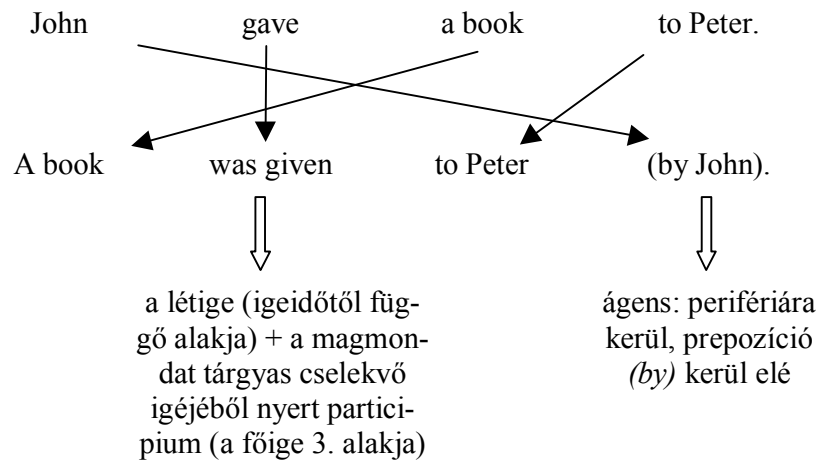 John gave a book to Peter.
A book was given to Peter (by John).
a létige (igeidőtől füg-
gő alakja) + a magmon-
dat tárgyas cselekvő
igéjéből nyert partici-
pium (a főige 3. alakja)
ágens: perifériára
kerül, prepozíció
(by) kerül elé